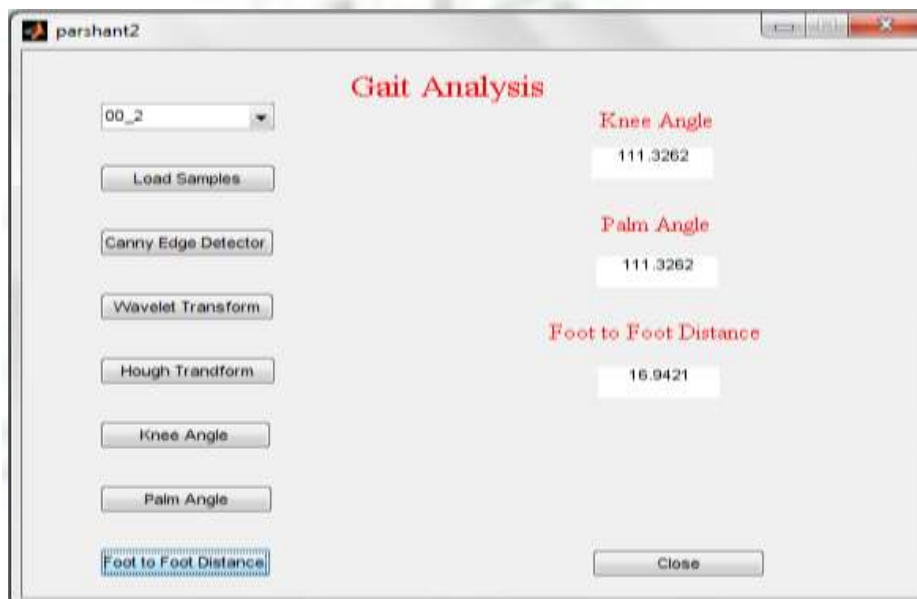 parshant2
Gait Analysis
00_2
Load Samples
Canny Edge Detector
Wavelet Transform
Hough Trandform
Knee Angle
Palm Angle
Foot to Foot Distance
Knee Angle
111.3262
Palm Angle
111.3262
Foot to Foot Distance
16.9421
Close